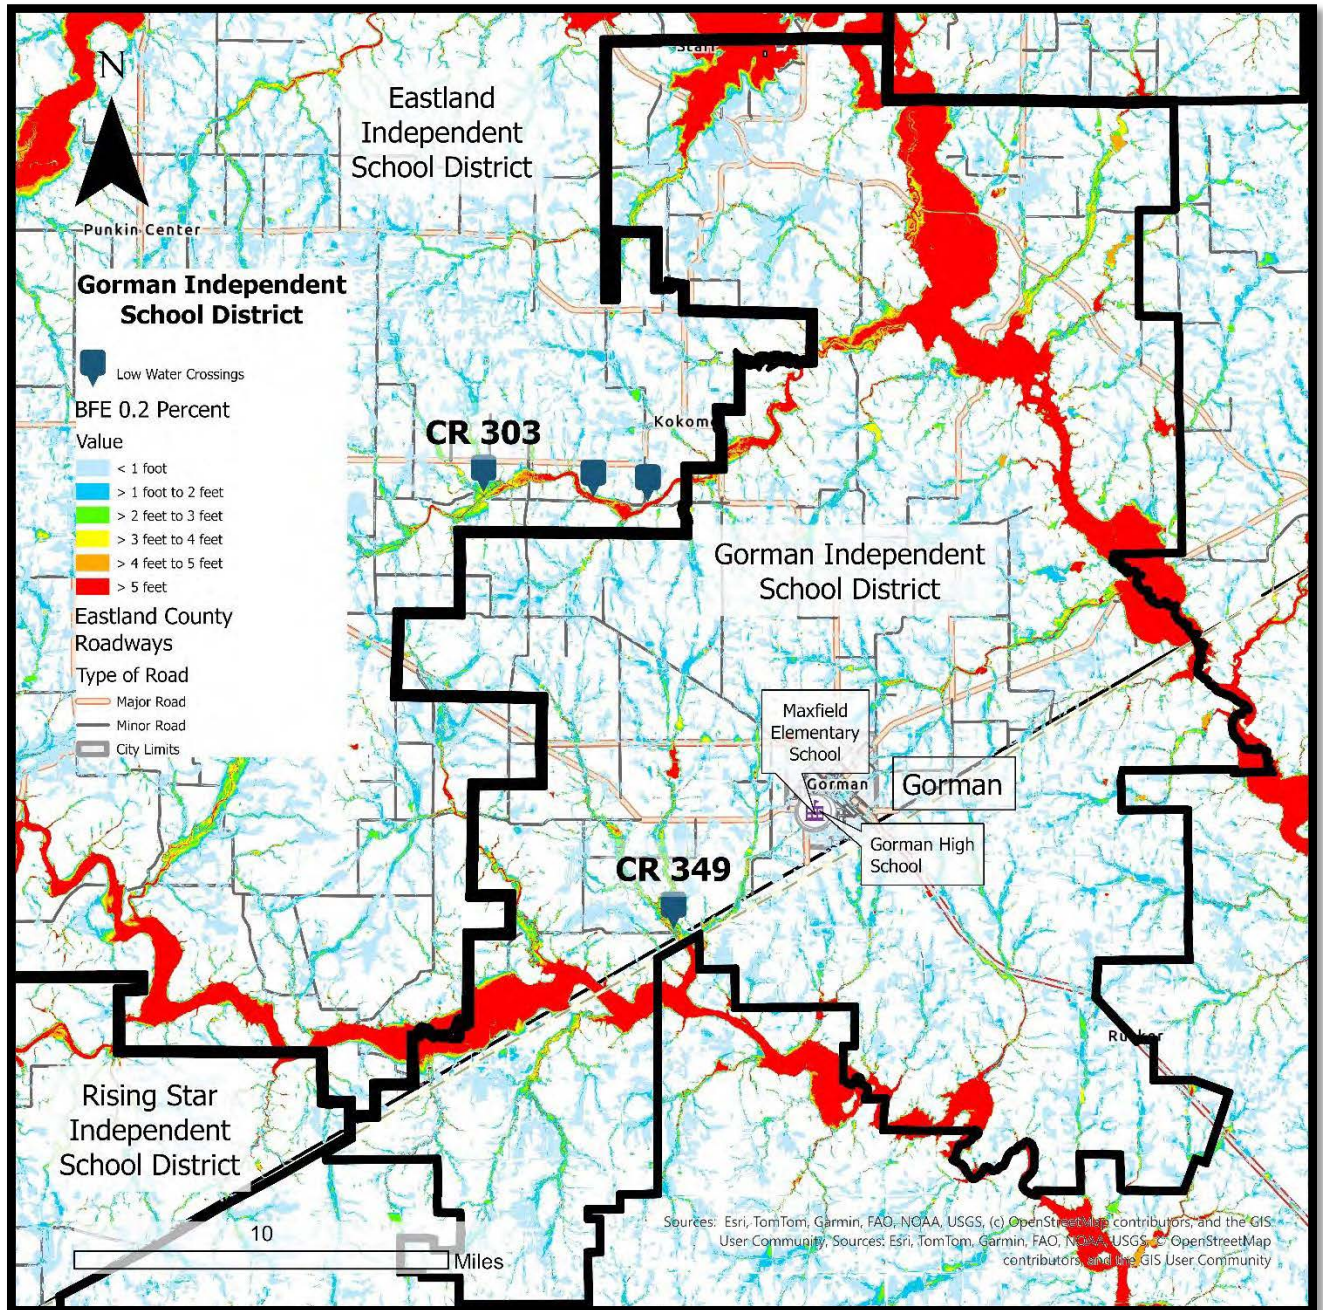 Staff
N
Eastland
Independent
School District
Punkin Center
Gorman Independent
School District
Low Water Crossings
BFE 0.2 Percent
Value
< 1 foot
> 1 foot to 2 feet
> 2 feet to 3 feet
> 3 feet to 4 feet
> 4 feet to 5 feet
> 5 feet
Eastland County
Roadways
Type of Road
Major Road
Minor Road
City Limits
Kokom
CR 303
Gorman Independent
School District
Maxfield
Elementary
School
Gorman
Gorman
Gorman High
School
CR 349
Rising Star
Independent
School District
10
Miles
Sources: Esri, TomTom, Garmin, FAO, NOAA, USGS, (c) OpenStreetMap contributors, and the GIS
User Community, Sources: Esri, TomTom, Garmin, FAO, NOAA, USGS, © OpenStreetMap
contributors, and the GIS User Community